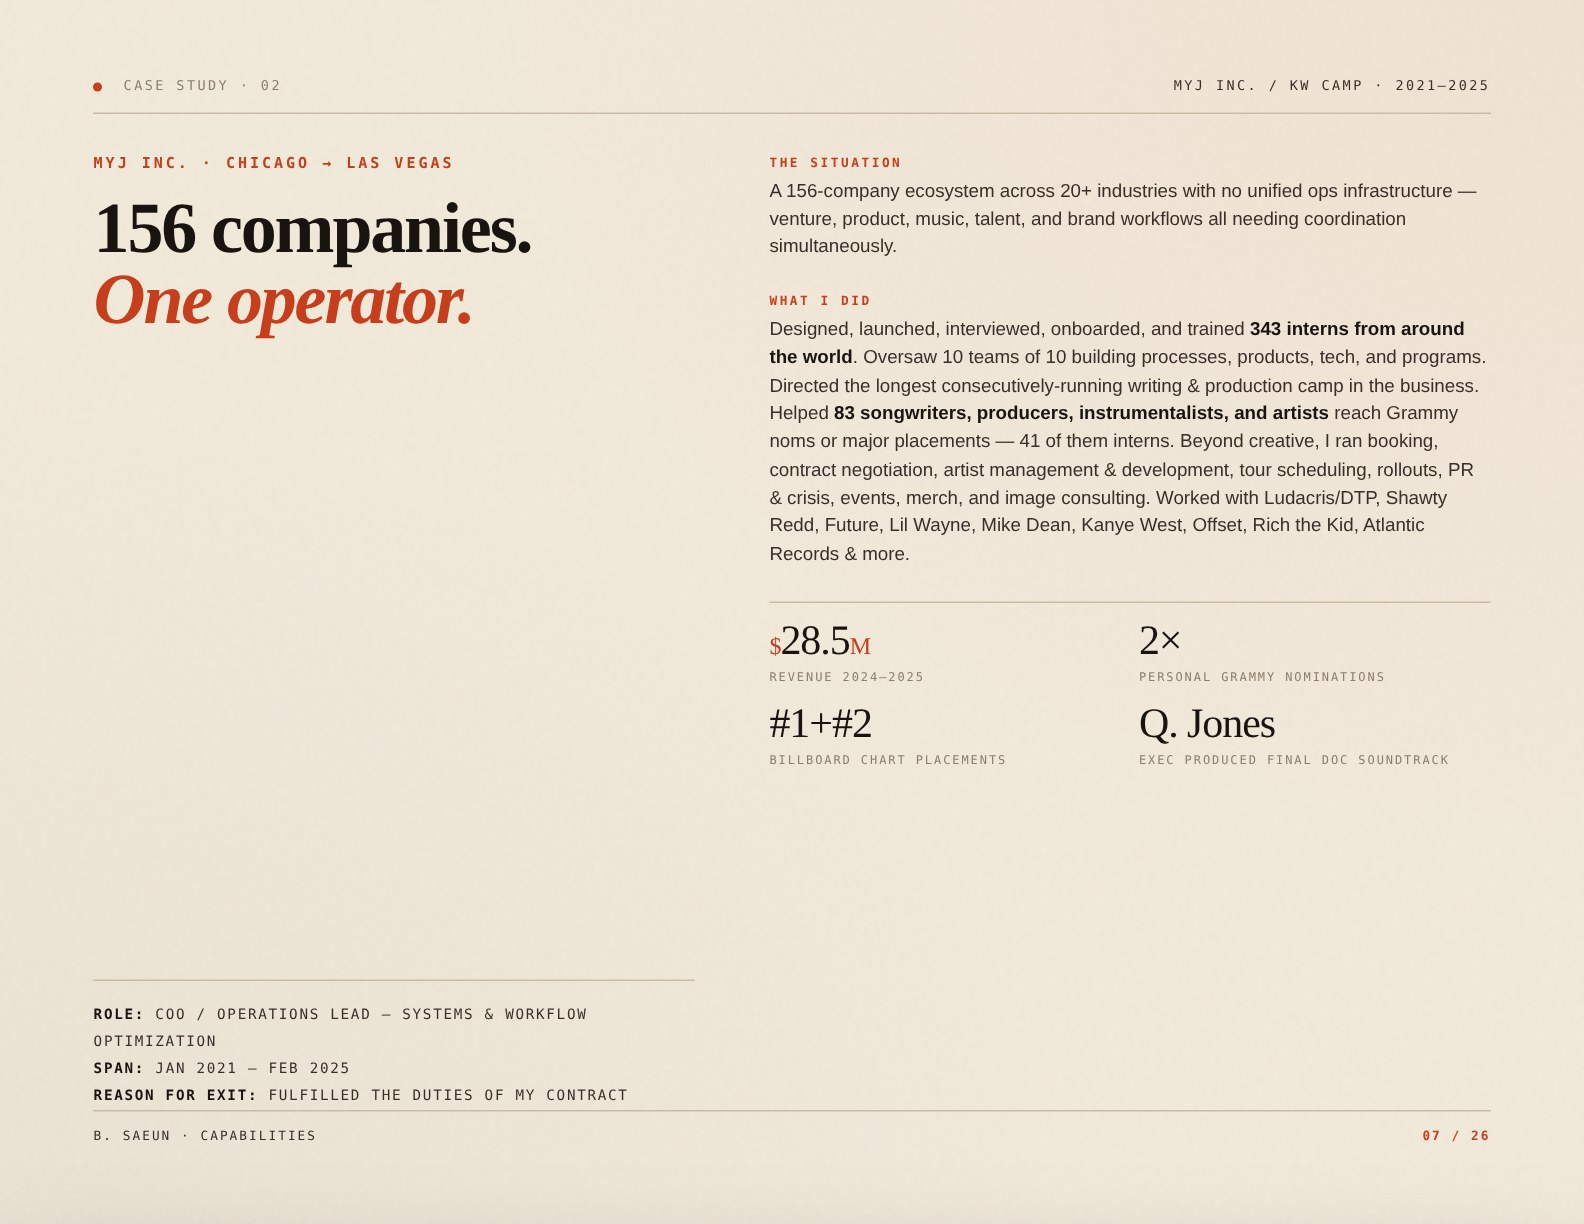 CASE STUDY · 02
MYJ INC. / KW CAMP · 2021—2025
MYJ INC. · CHICAGO → LAS VEGAS
156 companies.
One operator.
THE SITUATION
A 156-company ecosystem across 20+ industries with no unified ops infrastructure —
venture, product, music, talent, and brand workflows all needing coordination
simultaneously.
WHAT I DID
Designed, launched, interviewed, onboarded, and trained 343 interns from around
the world. Oversaw 10 teams of 10 building processes, products, tech, and programs.
Directed the longest consecutively-running writing & production camp in the business.
Helped 83 songwriters, producers, instrumentalists, and artists reach Grammy
noms or major placements — 41 of them interns. Beyond creative, I ran booking,
contract negotiation, artist management & development, tour scheduling, rollouts, PR
& crisis, events, merch, and image consulting. Worked with Ludacris/DTP, Shawty
Redd, Future, Lil Wayne, Mike Dean, Kanye West, Offset, Rich the Kid, Atlantic
Records & more.
$28.5M
REVENUE 2024—2025
2×
PERSONAL GRAMMY NOMINATIONS
#1+#2
BILLBOARD CHART PLACEMENTS
Q. Jones
EXEC PRODUCED FINAL DOC SOUNDTRACK
ROLE: COO / OPERATIONS LEAD — SYSTEMS & WORKFLOW
OPTIMIZATION
SPAN: JAN 2021 — FEB 2025
REASON FOR EXIT: FULFILLED THE DUTIES OF MY CONTRACT
B. SAEUN · CAPABILITIES
07 / 26